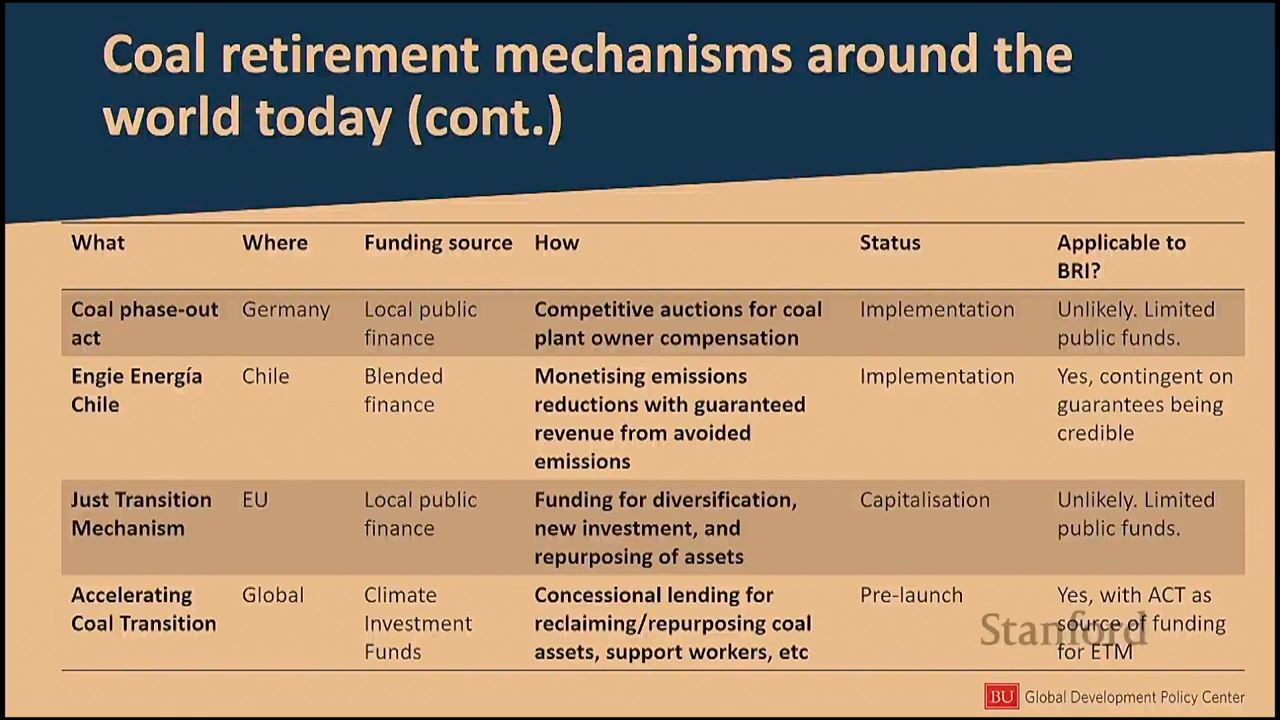 Coal retirement mechanisms around the
world today (cont.)
What Where Funding source How Status Applicable to
BRI?
Coal phase-out Germany Local public Competitive auctions for coal Implementation Unlikely. Limited
act finance plant owner compensation public funds.
Engie Energía Chile Blended Monetising emissions Implementation Yes, contingent on
Chile finance reductions with guaranteed guarantees being
revenue from avoided credible
emissions
Just Transition EU Local public Funding for diversification, Capitalisation Unlikely. Limited
Mechanism finance new investment, and public funds.
repurposing of assets
Accelerating Global Climate Concessional lending for Pre-launch Yes, with ACT as
Coal Transition Investment reclaiming/repurposing coal source of funding
Funds assets, support workers, etc for ETM
Stanford
BU Global Development Policy Center